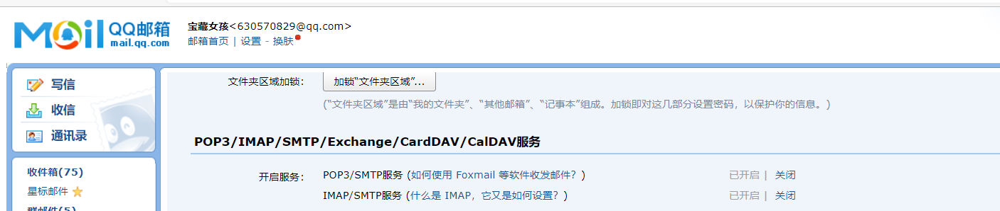 Mail QQ邮箱
mail.qq.com
宝藏女孩<630570829@qq.com>
邮箱首页 | 设置 - 换肤
写信
收信
通讯录
收件箱(75)
星标邮件
群邮件(5)
文件夹区域加锁： 加锁“文件夹区域”...
(“文件夹区域”是由“我的文件夹”、“其他邮箱”、“记事本”组成。加锁即对这几部分设置密码，以保护你的信息。)
POP3/IMAP/SMTP/Exchange/CardDAV/CalDAV服务
开启服务： POP3/SMTP服务 (如何使用 Foxmail 等软件收发邮件？) 已开启 | 关闭
IMAP/SMTP服务 (什么是 IMAP，它又是如何设置？) 已开启 | 关闭